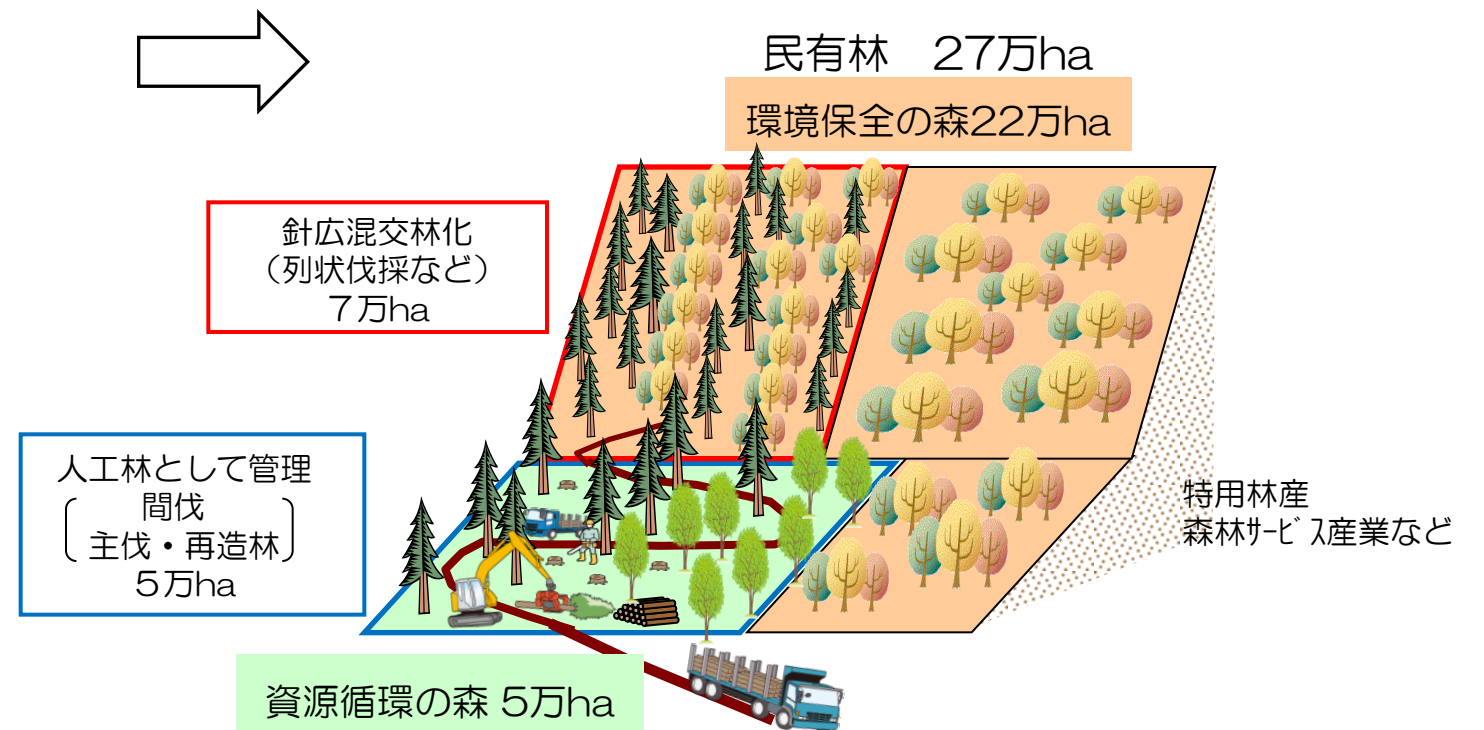 民有林　27万ha
環境保全の森22万ha
針広混交林化
（列状伐採など）
７万ha
人工林として管理
間伐
主伐・再造林
５万ha
特用林産
森林ｻｰﾋﾞｽ産業など
資源循環の森 5万ha